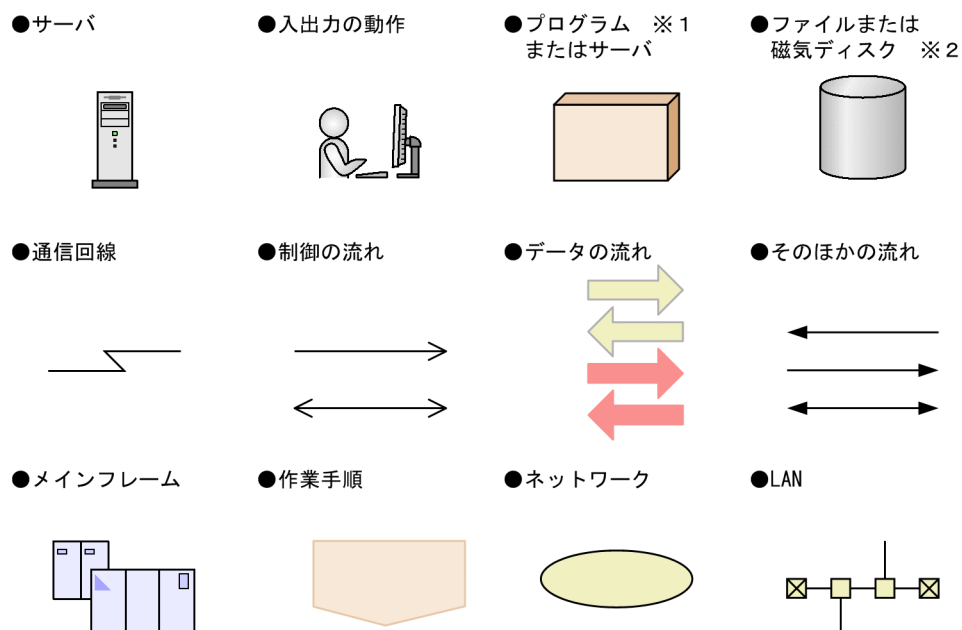 ●サーバ
●入出力の動作
●プログラム　※１
またはサーバ
●ファイルまたは
磁気ディスク　※２
●通信回線
●制御の流れ
●データの流れ
●そのほかの流れ
●メインフレーム
●作業手順
●ネットワーク
●LAN